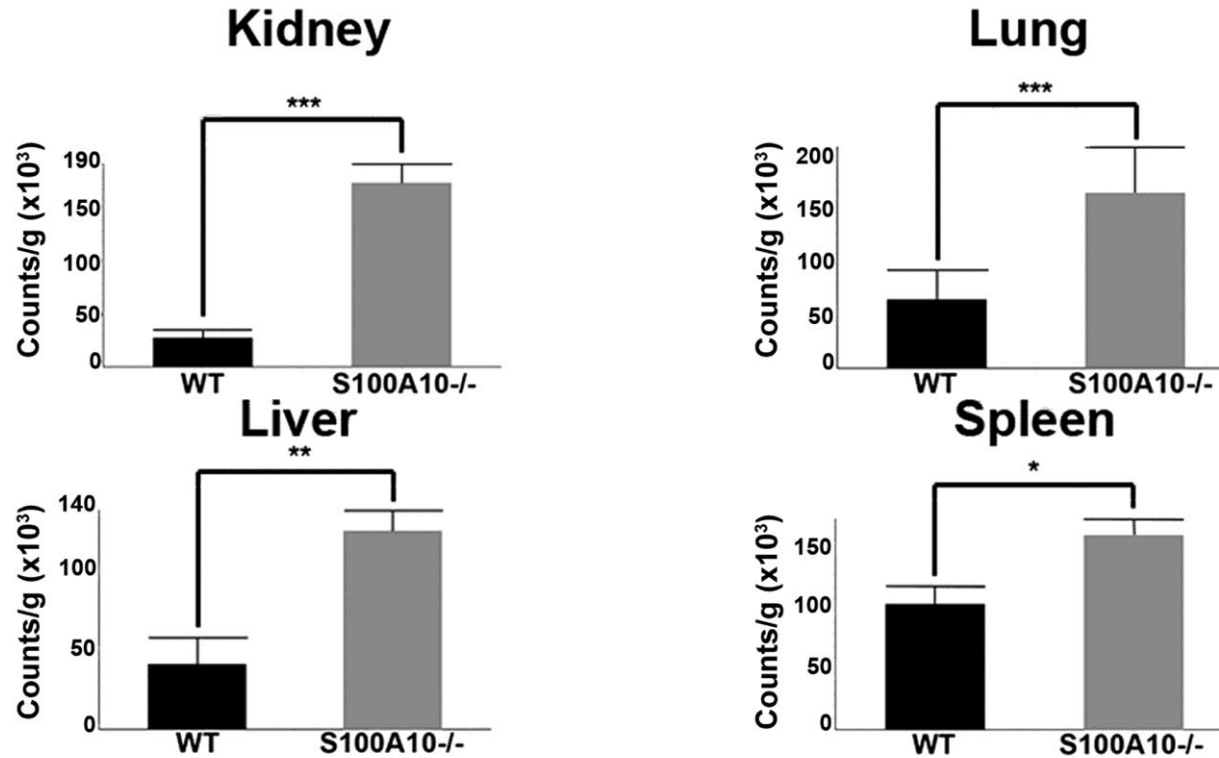 Kidney
***
Counts/g (x10³)
190
150
100
50
0
WT S100A10-/-
Lung
***
Counts/g (x10³)
200
150
100
50
0
WT S100A10-/-
Liver
**
Counts/g (x10³)
140
100
50
0
WT S100A10-/-
Spleen
*
Counts/g (x10³)
150
100
50
0
WT S100A10-/-